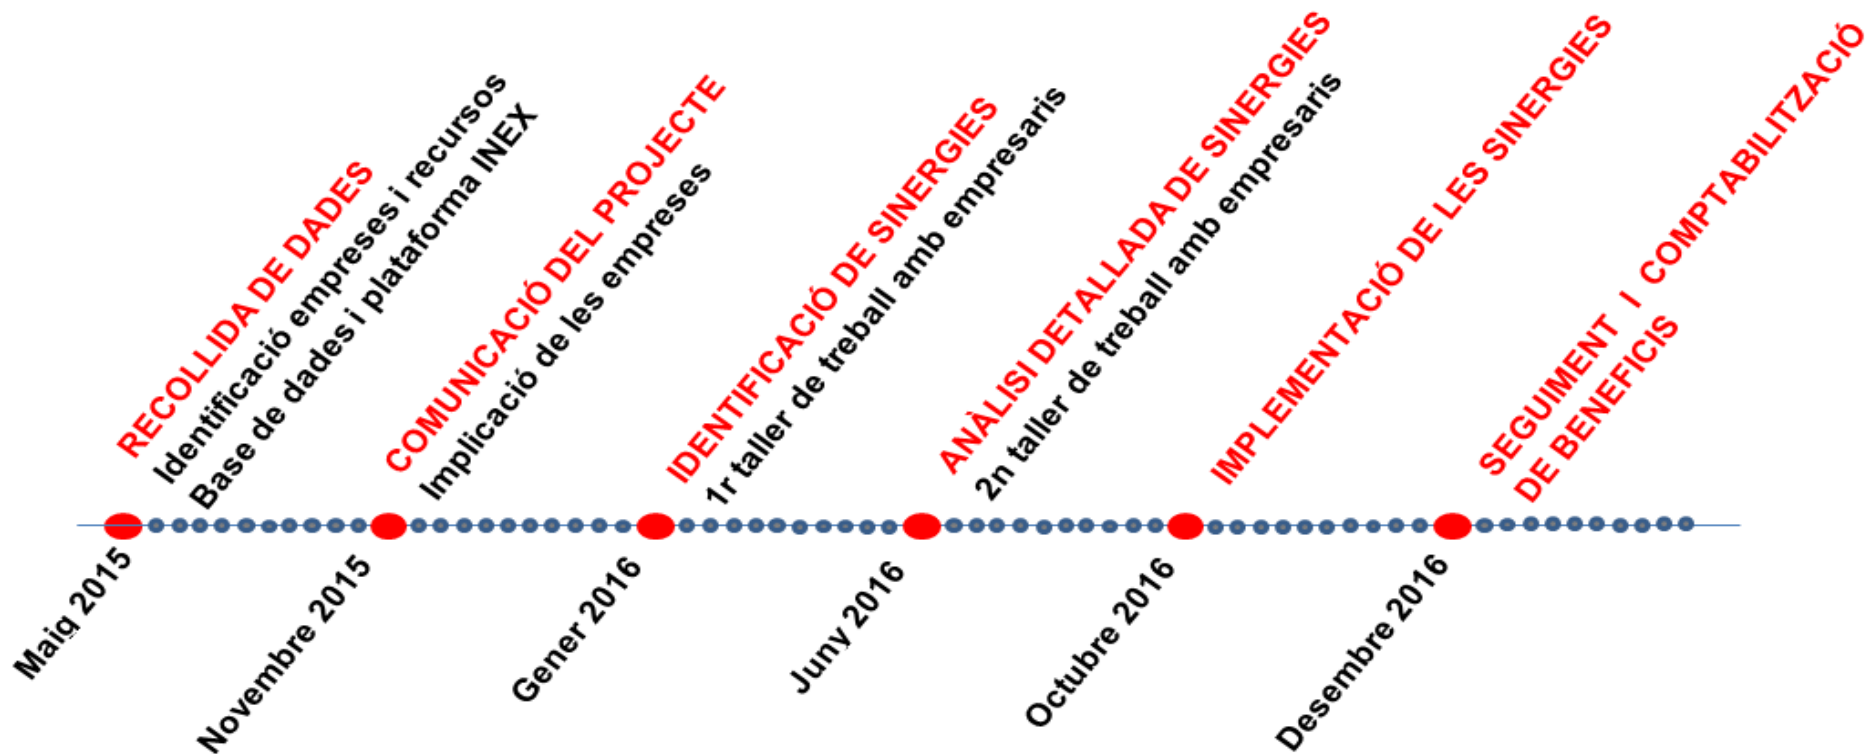 RECOLLIDA DE DADES
Identificació empreses i recursos
Base de dades i plataforma INEX
COMUNICACIÓ DEL PROJECTE
Implicació de les empreses
IDENTIFICACIÓ DE SINERGIES
1r taller de treball amb empresaris
ANÀLISI DETALLADA DE SINERGIES
2n taller de treball amb empresaris
IMPLEMENTACIÓ DE LES SINERGIES
SEGUIMENT I COMPTABILITZACIÓ
DE BENEFICIS
Maig 2015
Novembre 2015
Gener 2016
Juny 2016
Octubre 2016
Desembre 2016